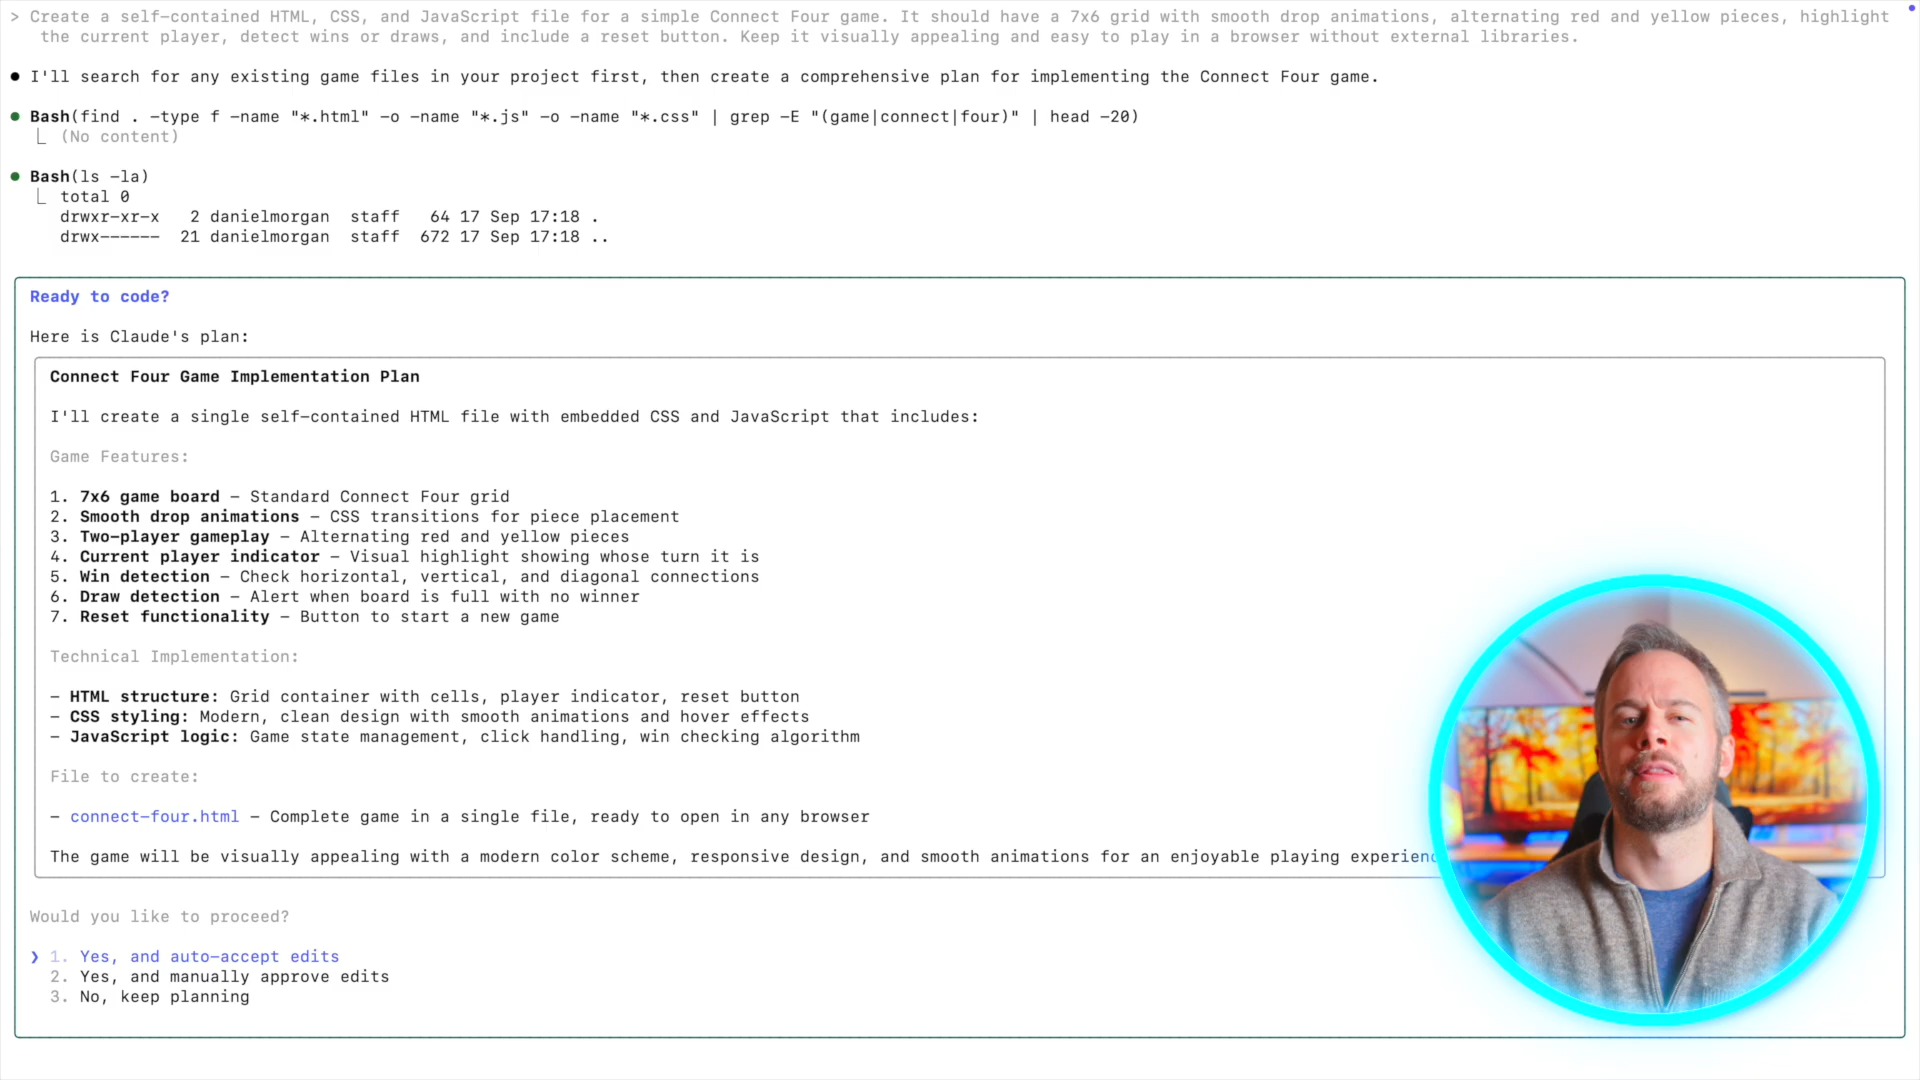 > Create a self-contained HTML, CSS, and JavaScript file for a simple Connect Four game. It should have a 7x6 grid with smooth drop animations, alternating red and yellow pieces, highlight
the current player, detect wins or draws, and include a reset button. Keep it visually appealing and easy to play in a browser without external libraries.
● I'll search for any existing game files in your project first, then create a comprehensive plan for implementing the Connect Four game.
● Bash(find . -type f -name "*.html" -o -name "*.js" -o -name "*.css" | grep -E "(game|connect|four)" | head -20)
⎿ (No content)
● Bash(ls -la)
⎿ total 0
drwxr-xr-x 2 danielmorgan staff 64 17 Sep 17:18 .
drwx------ 21 danielmorgan staff 672 17 Sep 17:18 ..
Ready to code?
Here is Claude's plan:
Connect Four Game Implementation Plan
I'll create a single self-contained HTML file with embedded CSS and JavaScript that includes:
Game Features:
1. 7x6 game board - Standard Connect Four grid
2. Smooth drop animations - CSS transitions for piece placement
3. Two-player gameplay - Alternating red and yellow pieces
4. Current player indicator - Visual highlight showing whose turn it is
5. Win detection - Check horizontal, vertical, and diagonal connections
6. Draw detection - Alert when board is full with no winner
7. Reset functionality - Button to start a new game
Technical Implementation:
- HTML structure: Grid container with cells, player indicator, reset button
- CSS styling: Modern, clean design with smooth animations and hover effects
- JavaScript logic: Game state management, click handling, win checking algorithm
File to create:
- connect-four.html - Complete game in a single file, ready to open in any browser
The game will be visually appealing with a modern color scheme, responsive design, and smooth animations for an enjoyable playing
Would you like to proceed?
❯ 1. Yes, and auto-accept edits
2. Yes, and manually approve edits
3. No, keep planning